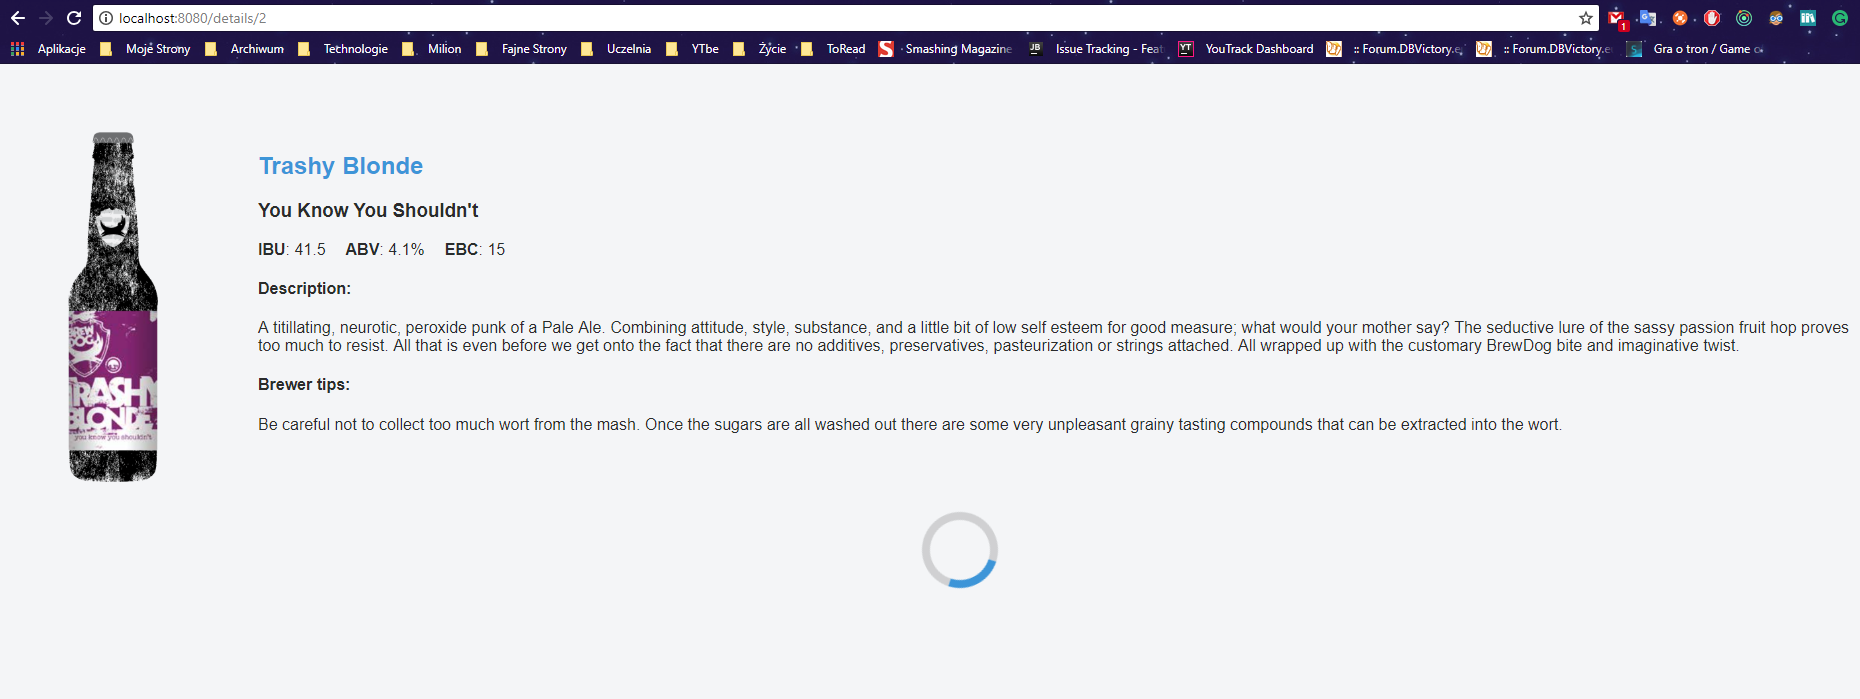 localhost:8080/details/2
1
Aplikacje Moje Strony Archiwum Technologie Milion Fajne Strony Uczelnia YTbe Życie ToRead S Smashing Magazine JB Issue Tracking - Feat YT YouTrack Dashboard :: Forum.DBVictory.e :: Forum.DBVictory.e S Gra o tron / Game o
Trashy Blonde
You Know You Shouldn't
IBU: 41.5 ABV: 4.1% EBC: 15
Description:
A titillating, neurotic, peroxide punk of a Pale Ale. Combining attitude, style, substance, and a little bit of low self esteem for good measure; what would your mother say? The seductive lure of the sassy passion fruit hop proves
too much to resist. All that is even before we get onto the fact that there are no additives, preservatives, pasteurization or strings attached. All wrapped up with the customary BrewDog bite and imaginative twist.
Brewer tips:
Be careful not to collect too much wort from the mash. Once the sugars are all washed out there are some very unpleasant grainy tasting compounds that can be extracted into the wort.
BREW
DOG
TRASHY
BLONDE
you know you shouldn't